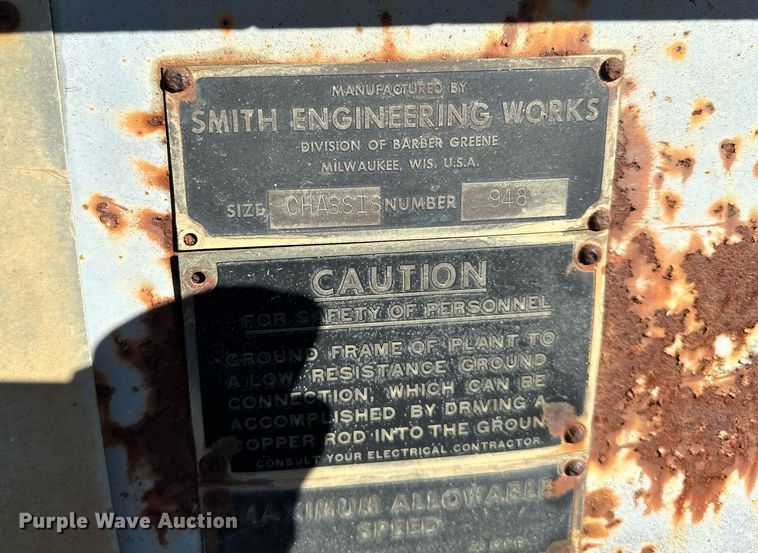 MANUFACTURED BY
SMITH ENGINEERING WORKS
DIVISION OF BARBER GREENE
MILWAUKEE, WIS. U.S.A.
SIZE CHASSIS NUMBER 948
CAUTION
FOR SAFETY OF PERSONNEL
GROUND FRAME OF PLANT TO
A LOW RESISTANCE GROUND
CONNECTION, WHICH CAN BE
ACCOMPLISHED BY DRIVING A
COPPER ROD INTO THE GROUN
CONSULT YOUR ELECTRICAL CONTRACTOR
MAXIMUM ALLOWABLE
SPEED
Purple Wave Auction